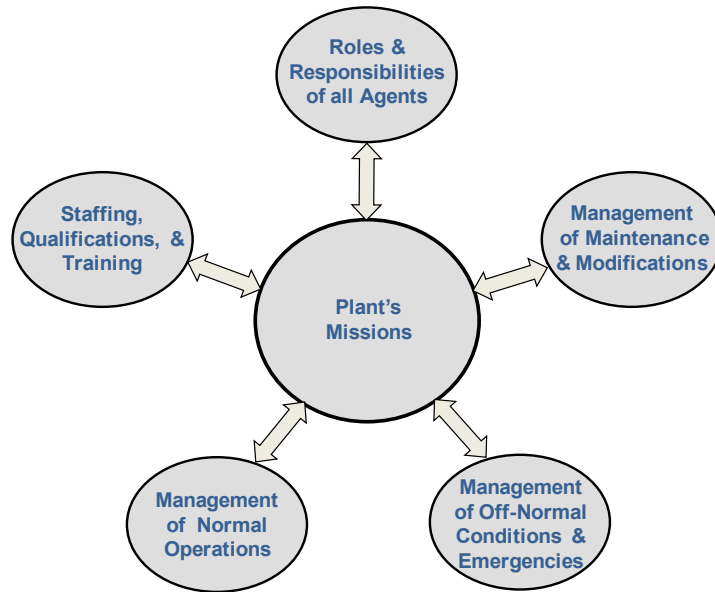 Roles &
Responsibilities
of all Agents
Staffing,
Qualifications, &
Training
Management
of Maintenance
& Modifications
Plant's
Missions
Management
of Normal
Operations
Management
of Off-Normal
Conditions &
Emergencies